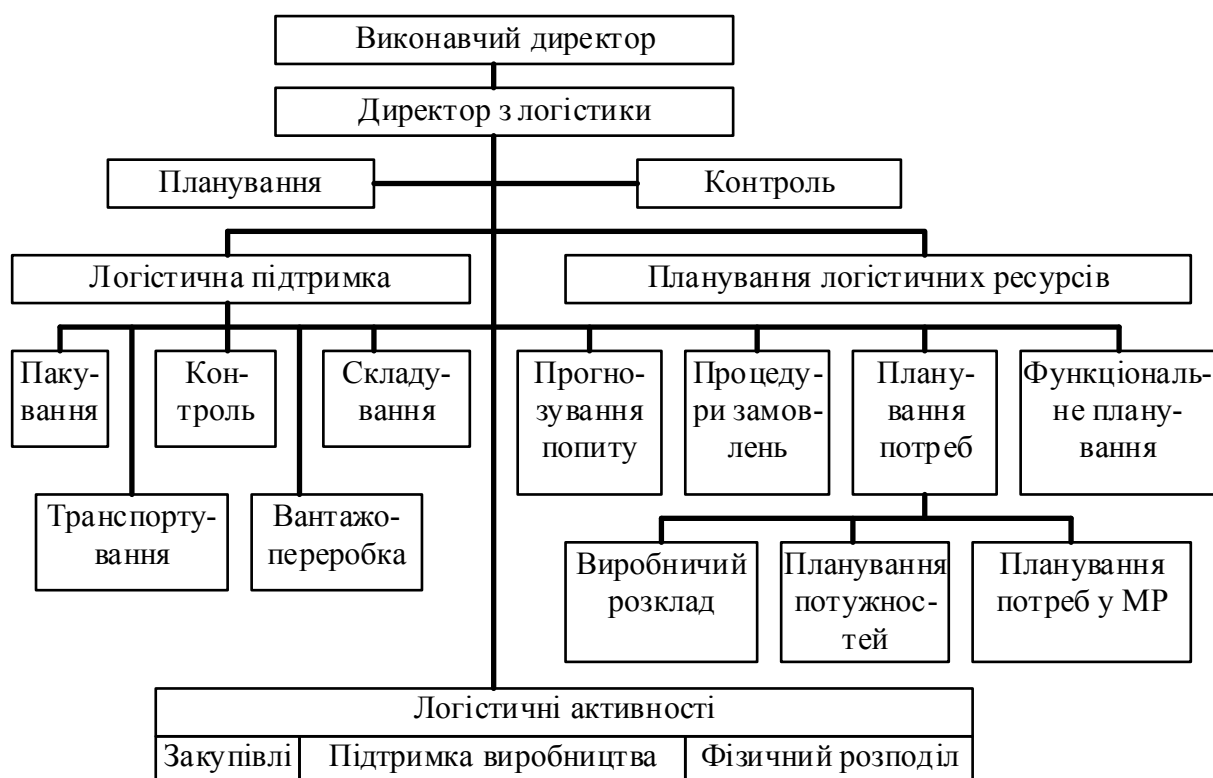 Виконавчий директор
Директор з логістики
Планування
Контроль
Логістична підтримка
Планування логістичних ресурсів
Паку-
вання
Кон-
троль
Складу-
вання
Прогно-
зування
попиту
Процеду-
ри замов-
лень
Плану-
вання
потреб
Функціональ-
не плану-
вання
Транспорту-
вання
Вантажо-
переробка
Виробничий
розклад
Планування
потужнос-
тей
Планування
потреб у МР
Логістичні активності
Закупівлі
Підтримка виробництва
Фізичний розподіл